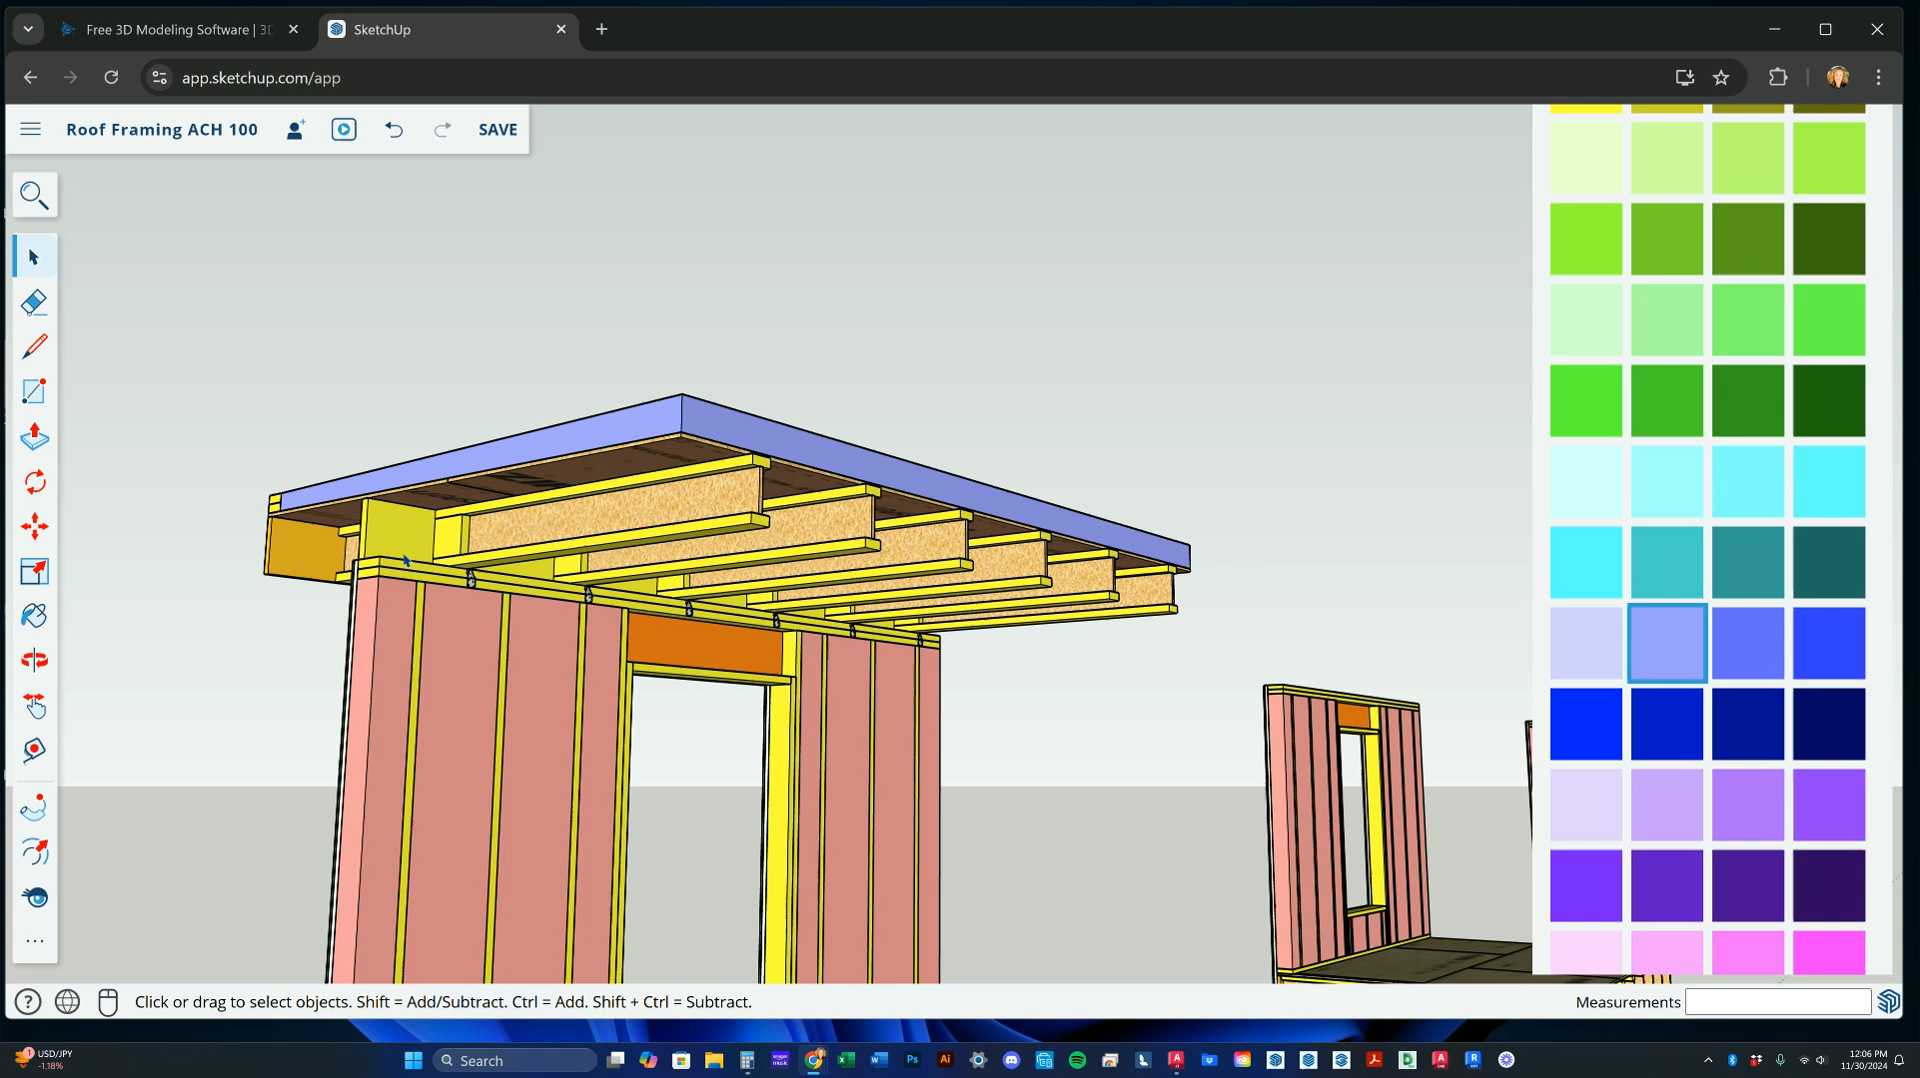 Free 3D Modeling Software | 3D
SketchUp
app.sketchup.com/app
Roof Framing ACH 100
SAVE
Click or drag to select objects. Shift = Add/Subtract. Ctrl = Add. Shift + Ctrl = Subtract.
Measurements
USD/JPY
-1.18%
Search
12:06 PM
11/30/2024